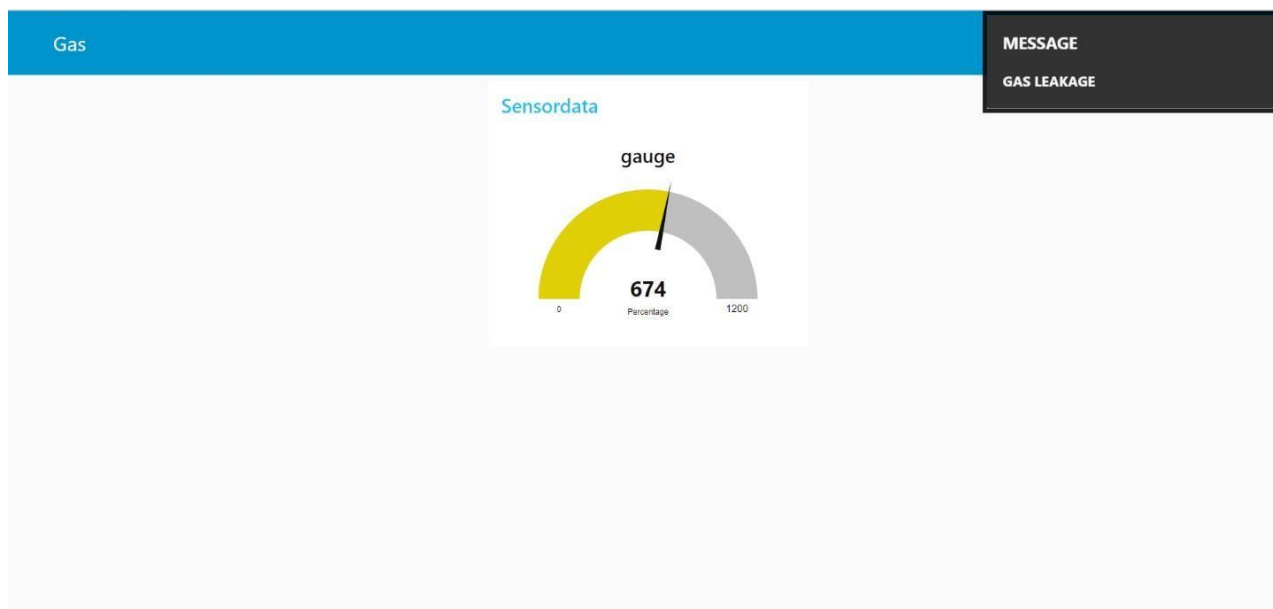 Gas
MESSAGE
GAS LEAKAGE
Sensordata
gauge
674
0
Percentage
1200